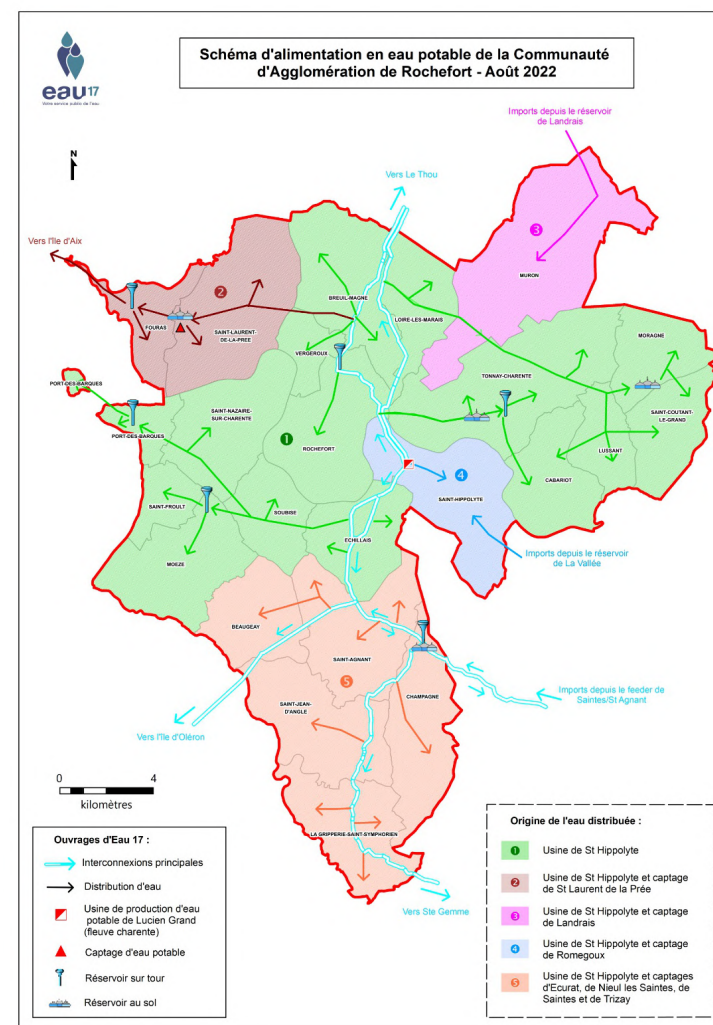 Schéma d'alimentation en eau potable de la Communauté
d'Agglomération de Rochefort - Août 2022
eau17
Votre service public de l'eau
N
Imports depuis le réservoir
de Landrais
Vers Le Thou
Vers l'île d'Aix
3
MURON
2
BREUIL-MAGNE
LOIRE-LES-MARAIS
FOURAS
SAINT-LAURENT-
DE-LA-PREE
VERGEROUX
MORAGNE
TONNAY-CHARENTE
PORT-DES-BARQUES
SAINT-NAZAIRE-
SUR-CHARENTE
SAINT-COUTANT-
LE-GRAND
PORT-DES-BARQUES
1
ROCHEFORT
LUSSANT
4
CABARIOT
SAINT-HIPPOLYTE
SAINT-FROULT
SOUBISE
ECHILLAIS
MOEZE
Imports depuis le réservoir
de La Vallée
BEAUGEAY
SAINT-AGNANT
5
SAINT-JEAN-
D'ANGLE
CHAMPAGNE
Imports depuis le feeder de
Saintes/St Agnant
Vers l'île d'Oléron
LA GRIPPERIE-SAINT-SYMPHORIEN
Vers Ste Gemme
0 4
kilomètres
Ouvrages d'Eau 17 :
Interconnexions principales
Distribution d'eau
Usine de production d'eau
potable de Lucien Grand
(fleuve charente)
Captage d'eau potable
Réservoir sur tour
Réservoir au sol
Origine de l'eau distribuée :
1 Usine de St Hippolyte
2 Usine de St Hippolyte et captage
de St Laurent de la Prée
3 Usine de St Hippolyte et captage
de Landrais
4 Usine de St Hippolyte et captage
de Romegoux
5 Usine de St Hippolyte et captages
d'Ecurat, de Nieul les Saintes, de
Saintes et de Trizay